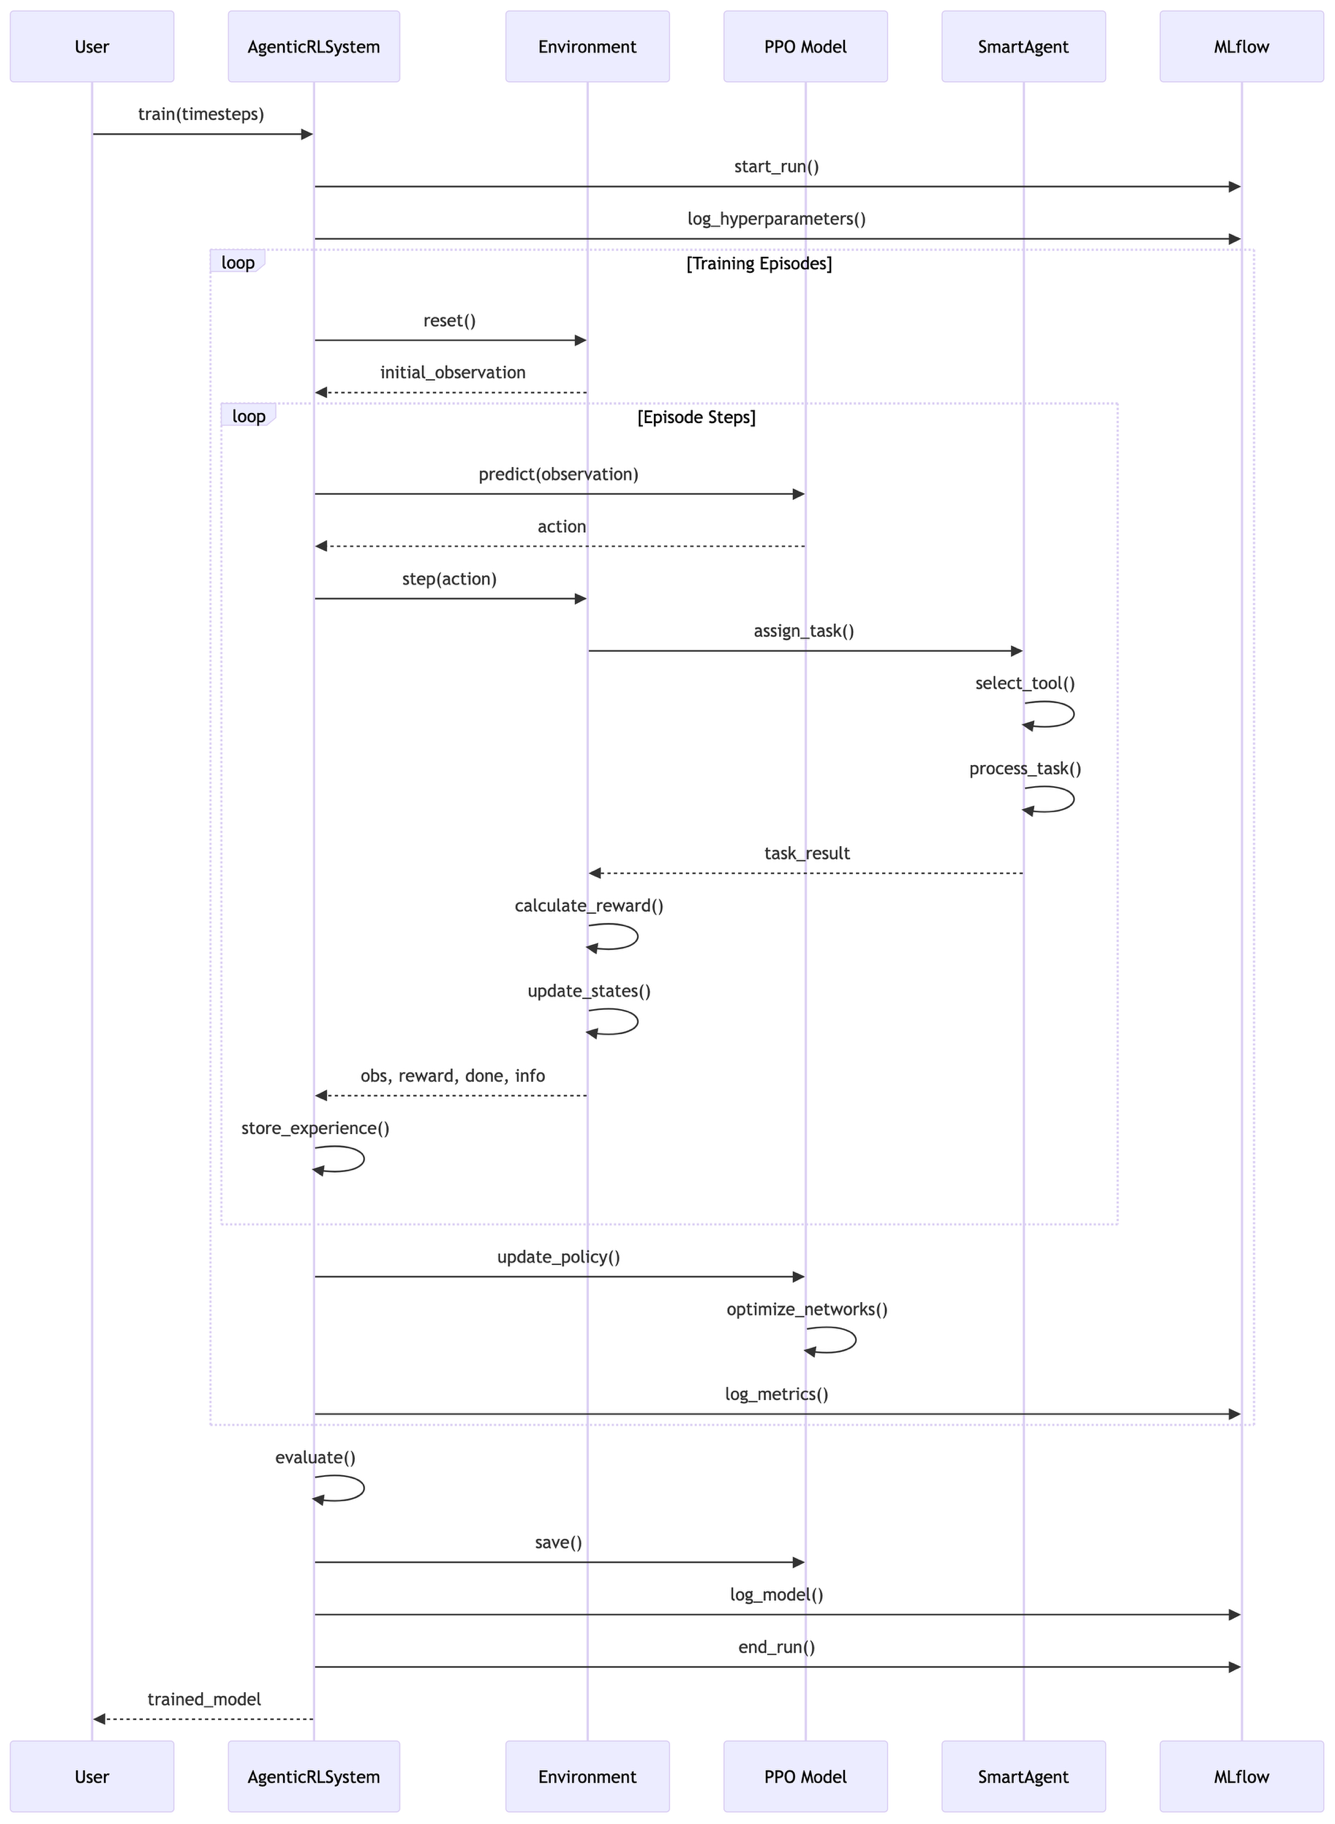 User
AgenticRLSystem
Environment
PPO Model
SmartAgent
MLflow
train(timesteps)
start_run()
log_hyperparameters()
loop
[Training Episodes]
reset()
initial_observation
loop
[Episode Steps]
predict(observation)
action
step(action)
assign_task()
select_tool()
process_task()
task_result
calculate_reward()
update_states()
obs, reward, done, info
store_experience()
update_policy()
optimize_networks()
log_metrics()
evaluate()
save()
log_model()
end_run()
trained_model
User
AgenticRLSystem
Environment
PPO Model
SmartAgent
MLflow